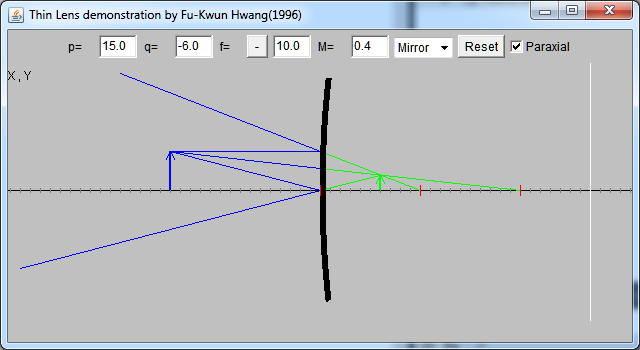 Thin Lens demonstration by Fu-Kwun Hwang(1996)
p= 15.0 q= -6.0 f= - 10.0 M= 0.4 Mirror Reset Paraxial
X,Y